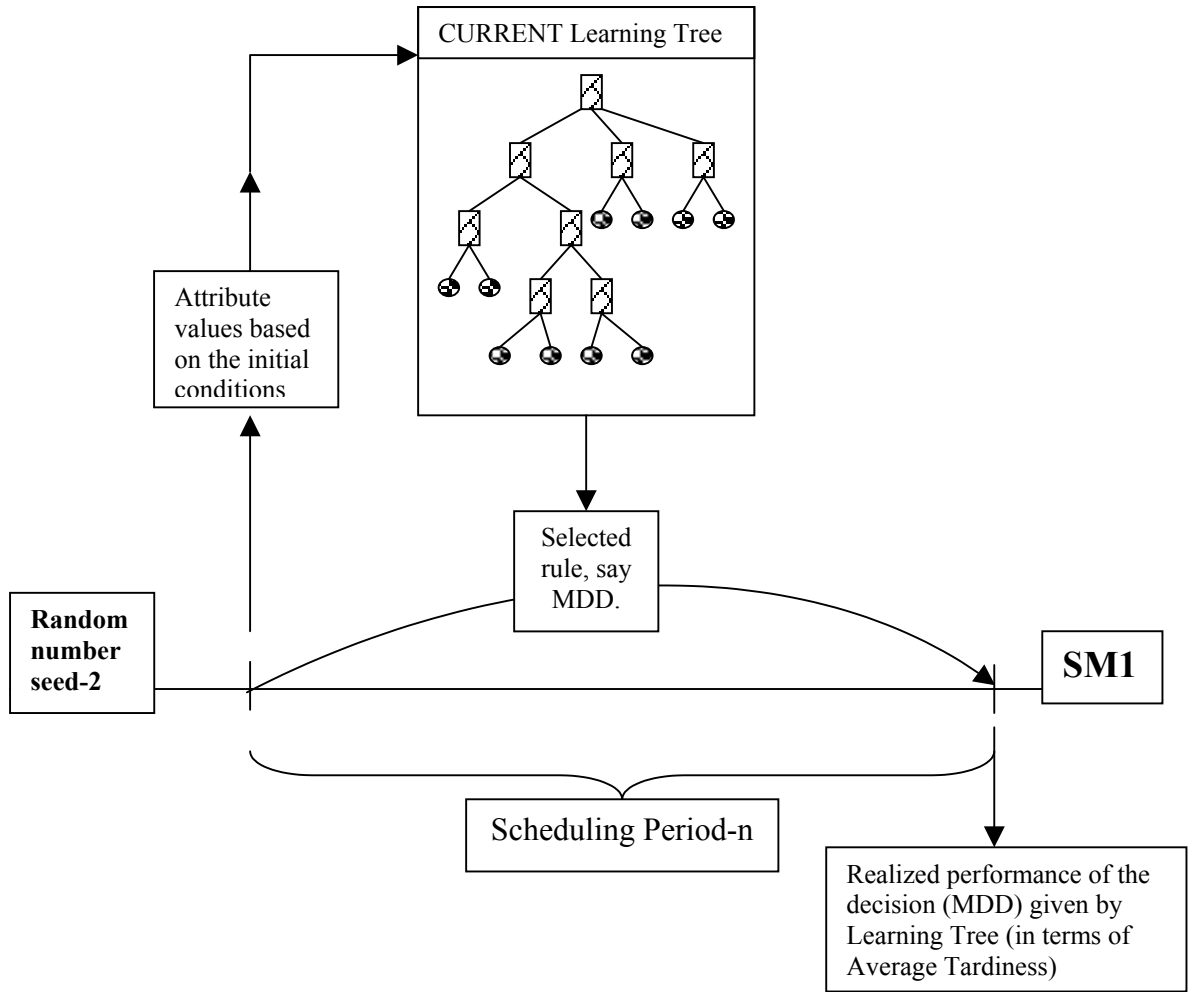 CURRENT Learning Tree
Attribute
values based
on the initial
conditions
Selected
rule, say
MDD.
Random
number
seed-2
SM1
Scheduling Period-n
Realized performance of the
decision (MDD) given by
Learning Tree (in terms of
Average Tardiness)